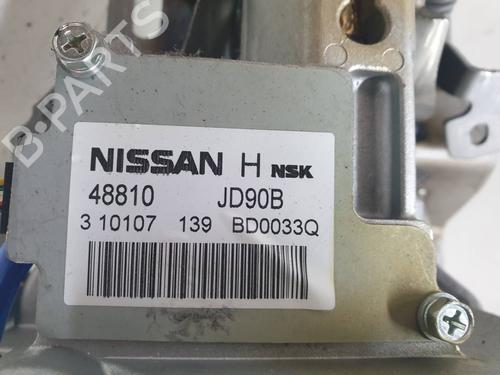 B-PARTS
NISSAN H NSK
48810 JD90B
3 10107 139 BD0033Q